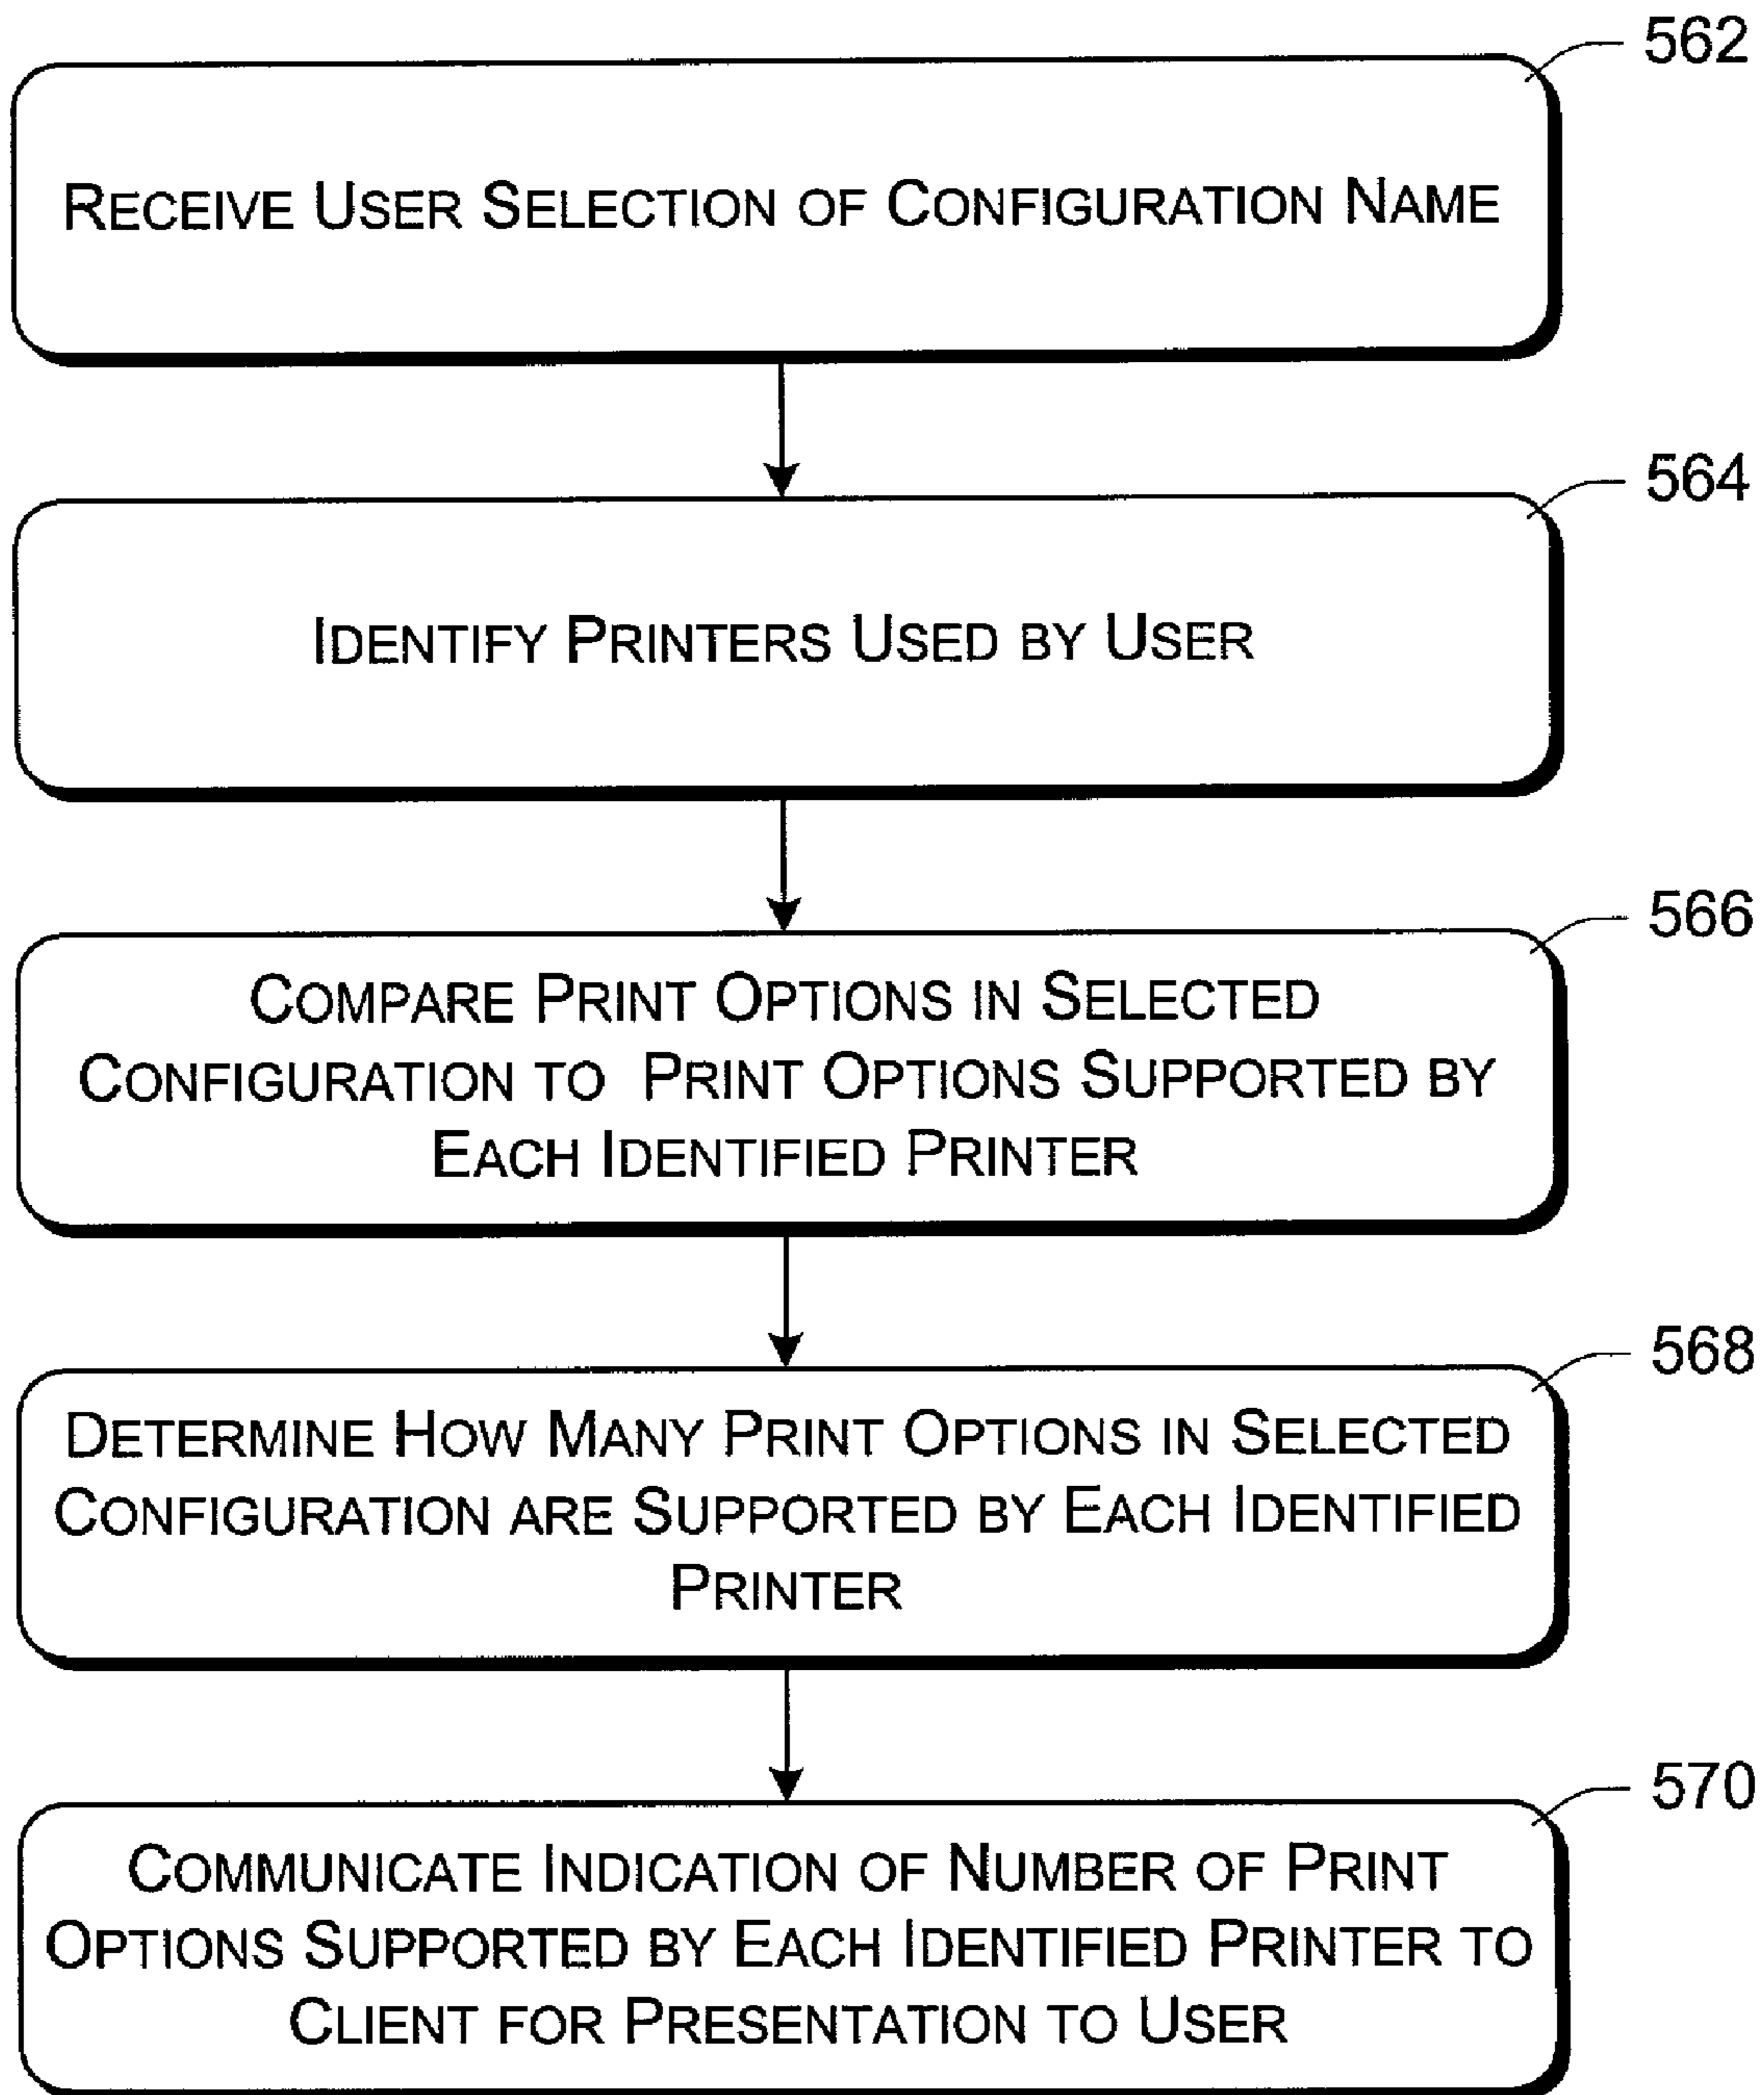 562
RECEIVE USER SELECTION OF CONFIGURATION NAME
564
IDENTIFY PRINTERS USED BY USER
566
COMPARE PRINT OPTIONS IN SELECTED
CONFIGURATION TO PRINT OPTIONS SUPPORTED BY
EACH IDENTIFIED PRINTER
568
DETERMINE HOW MANY PRINT OPTIONS IN SELECTED
CONFIGURATION ARE SUPPORTED BY EACH IDENTIFIED
PRINTER
570
COMMUNICATE INDICATION OF NUMBER OF PRINT
OPTIONS SUPPORTED BY EACH IDENTIFIED PRINTER TO
CLIENT FOR PRESENTATION TO USER